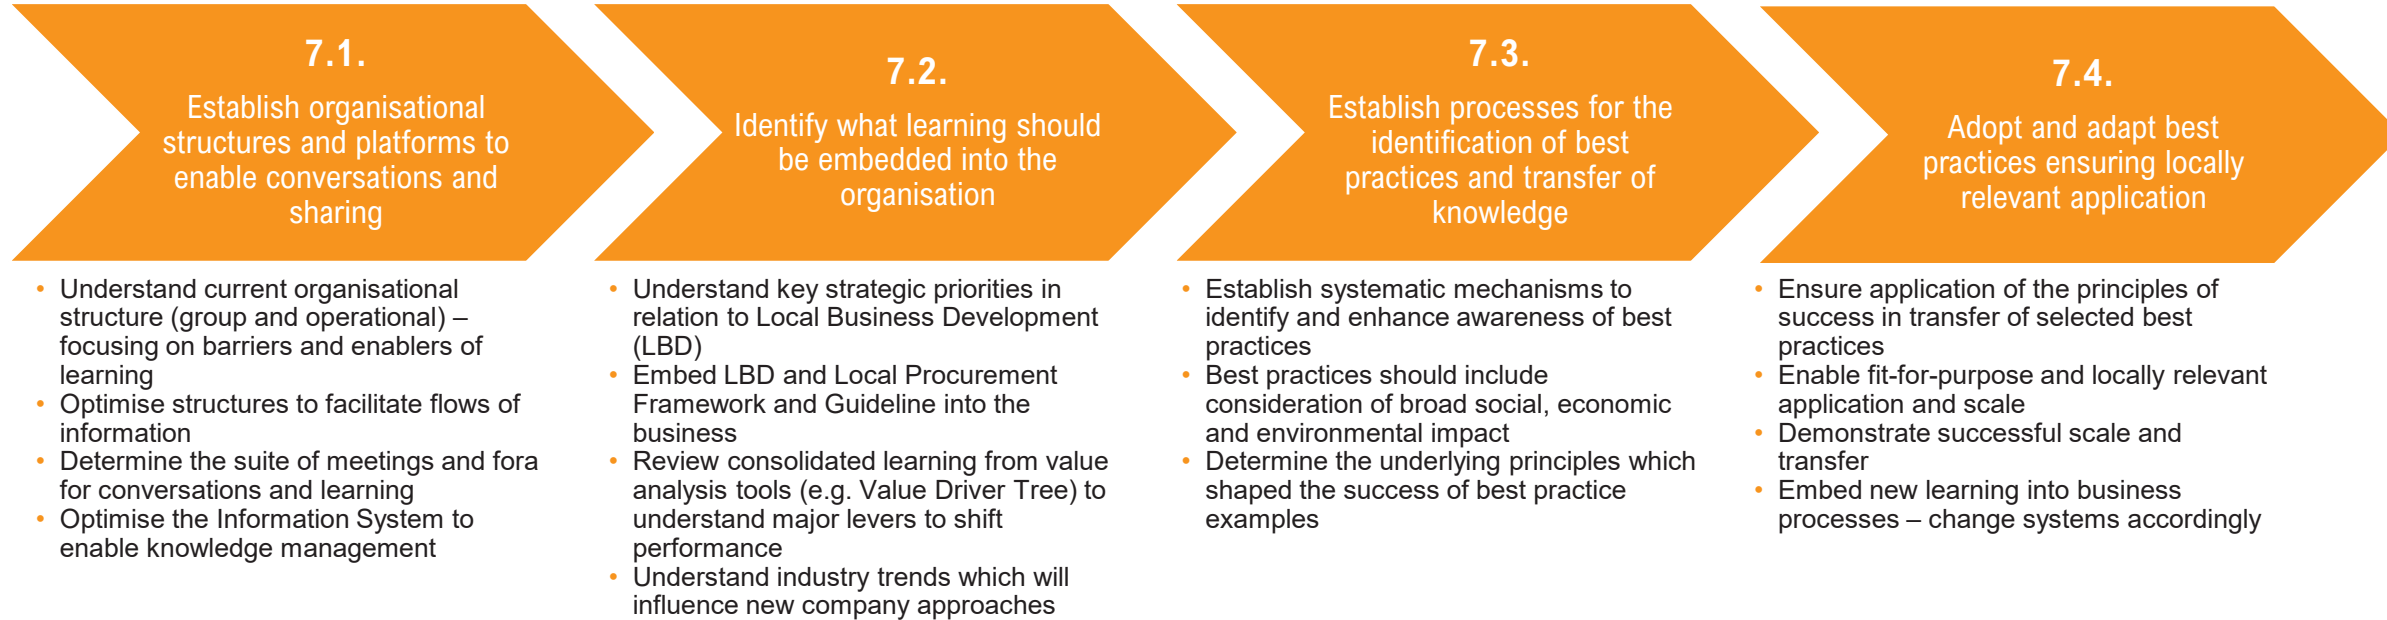 7.1.
Establish organisational
structures and platforms to
enable conversations and
sharing
• Understand current organisational
structure (group and operational) –
focusing on barriers and enablers of
learning
• Optimise structures to facilitate flows of
information
• Determine the suite of meetings and fora
for conversations and learning
• Optimise the Information System to
enable knowledge management
7.2.
Identify what learning should
be embedded into the
organisation
• Understand key strategic priorities in
relation to Local Business Development
(LBD)
• Embed LBD and Local Procurement
Framework and Guideline into the
business
• Review consolidated learning from value
analysis tools (e.g. Value Driver Tree) to
understand major levers to shift
performance
• Understand industry trends which will
influence new company approaches
7.3.
Establish processes for the
identification of best
practices and transfer of
knowledge
• Establish systematic mechanisms to
identify and enhance awareness of best
practices
• Best practices should include
consideration of broad social, economic
and environmental impact
• Determine the underlying principles which
shaped the success of best practice
examples
7.4.
Adopt and adapt best
practices ensuring locally
relevant application
• Ensure application of the principles of
success in transfer of selected best
practices
• Enable fit-for-purpose and locally relevant
application and scale
• Demonstrate successful scale and
transfer
• Embed new learning into business
processes – change systems accordingly